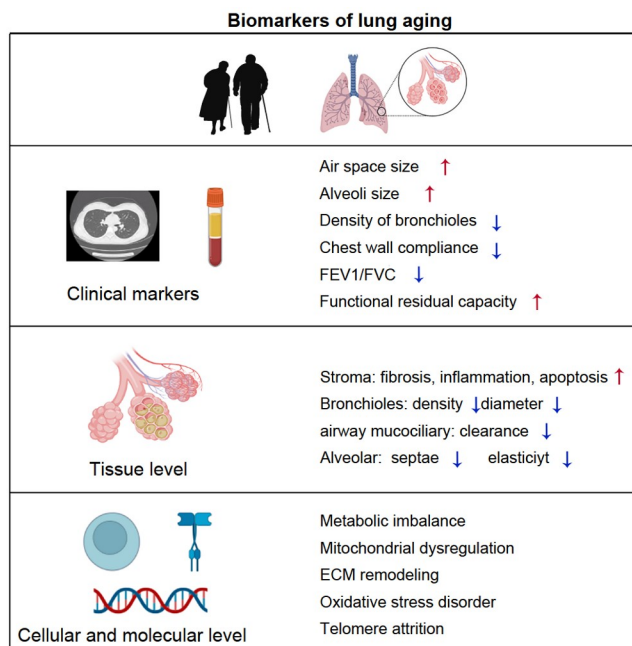 Biomarkers of lung aging
Air space size ↑
Alveoli size ↑
Density of bronchioles ↓
Chest wall compliance ↓
FEV1/FVC ↓
Functional residual capacity ↑
Clinical markers
Stroma: fibrosis, inflammation, apoptosis ↑
Bronchioles: density ↓diameter ↓
airway mucociliary: clearance ↓
Alveolar: septae ↓ elasticiyt ↓
Tissue level
Metabolic imbalance
Mitochondrial dysregulation
ECM remodeling
Oxidative stress disorder
Telomere attrition
Cellular and molecular level